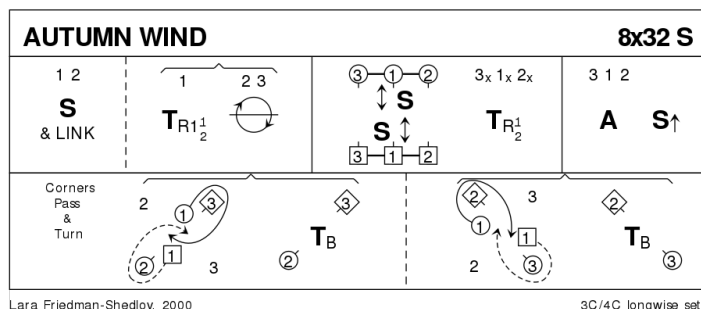 AUTUMN WIND 8x32 S
1 2 1 2 3 3 1 2 3x 1x 2x 3 1 2
S & LINK TR1½ S S TR½ A S↑
3 1 2
Corners Pass & Turn
2 3 3 2 3 2
1 1 1 1
TB TB
2 3 2 2 3 3
Lara Friedman-Shedlov, 2000 3C/4C longwise set